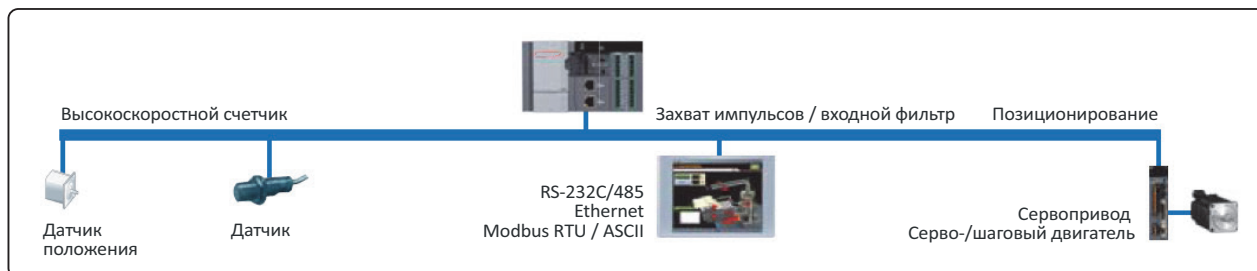 Высокоскоростной счетчик
Захват импульсов / входной фильтр
Позиционирование
RS-232C/485
Ethernet
Modbus RTU / ASCII
Датчик
положения
Датчик
Сервопривод
Серво-/шаговый двигатель